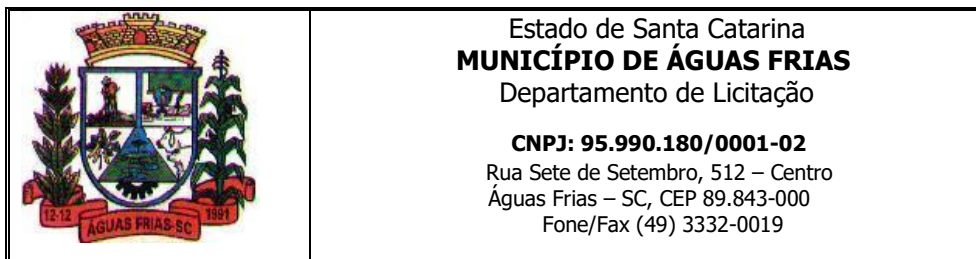 12-12
ÁGUAS FRIAS-SC
1991
Estado de Santa Catarina
MUNICÍPIO DE ÁGUAS FRIAS
Departamento de Licitação
CNPJ: 95.990.180/0001-02
Rua Sete de Setembro, 512 – Centro
Águas Frias – SC, CEP 89.843-000
Fone/Fax (49) 3332-0019